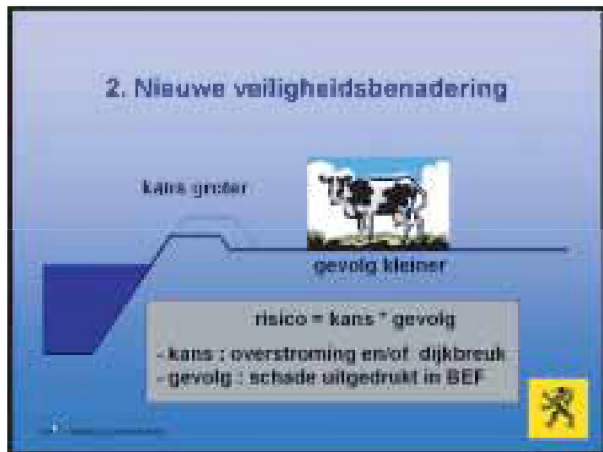 2. Nieuwe veiligheidsbenadering
kans groter
gevolg kleiner
risico = kans * gevolg
- kans : overstroming en/of dijkbreuk
- gevolg : schade uitgedrukt in BEF